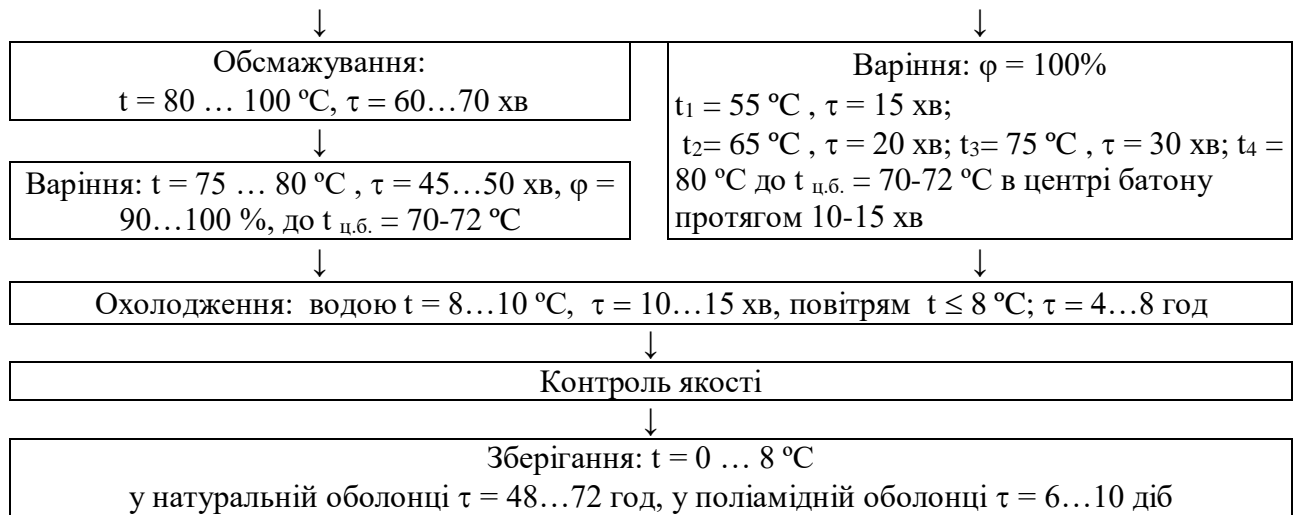 ↓ ↓
Обсмажування:
t = 80 … 100 ºС, τ = 60…70 хв
↓
Варіння: t = 75 … 80 ºС , τ = 45…50 хв, φ =
90…100 %, до t ц.б. = 70-72 ºС
Варіння: φ = 100%
t1 = 55 ºС , τ = 15 хв;
t2= 65 ºС , τ = 20 хв; t3= 75 ºС , τ = 30 хв; t4 =
80 ºС до t ц.б. = 70-72 ºС в центрі батону
протягом 10-15 хв
↓ ↓
Охолодження: водою t = 8…10 ºС, τ = 10…15 хв, повітрям t ≤ 8 ºС; τ = 4…8 год
↓
Контроль якості
↓
Зберігання: t = 0 … 8 ºС
у натуральній оболонці τ = 48…72 год, у поліамідній оболонці τ = 6…10 діб